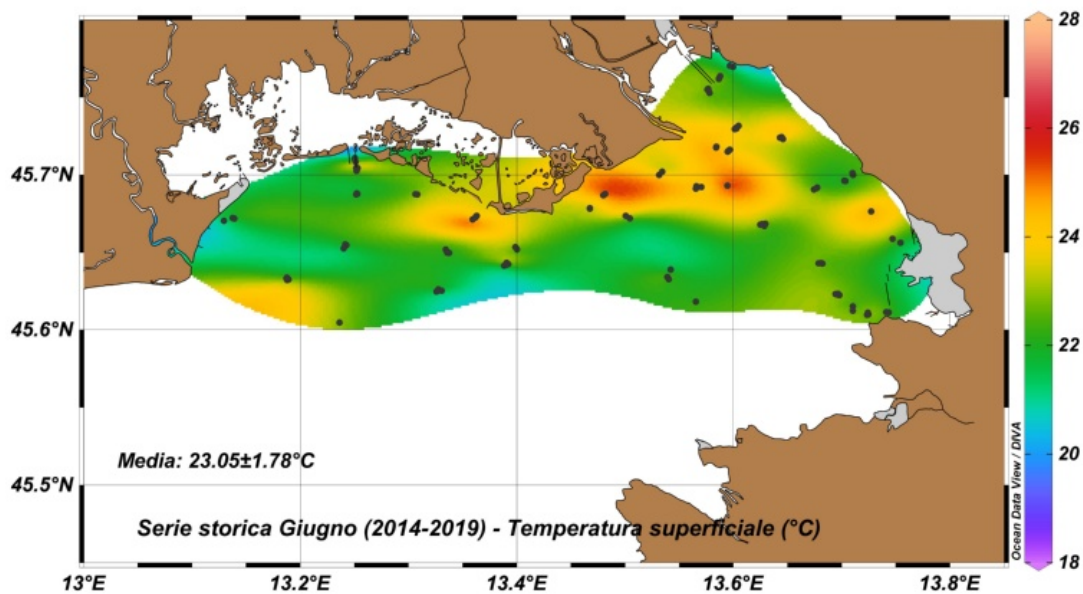 28
26
24
22
20
18
Ocean Data View / DIVA
45.7°N
45.6°N
45.5°N
Media: 23.05±1.78°C
Serie storica Giugno (2014-2019) - Temperatura superficiale (°C)
13°E
13.2°E
13.4°E
13.6°E
13.8°E